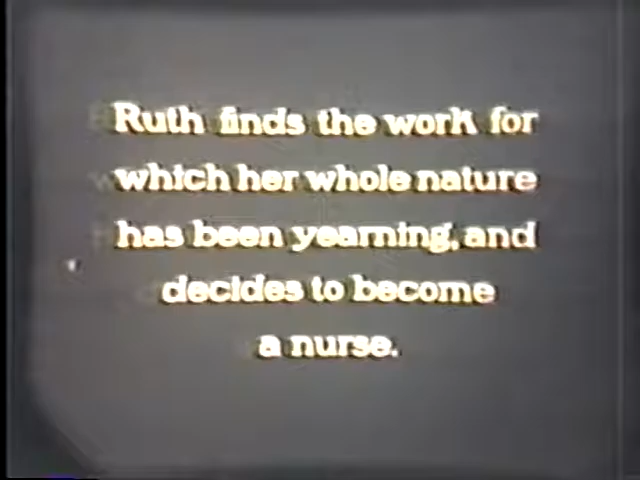 Ruth finds the work for
which her whole nature
has been yearning, and
decides to become
a nurse.